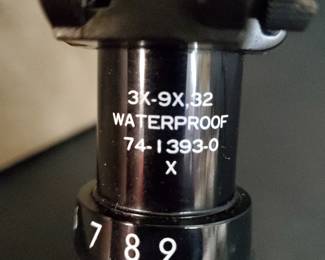 3X-9X,32
WATERPROOF
74-1393-0
X
7 8 9